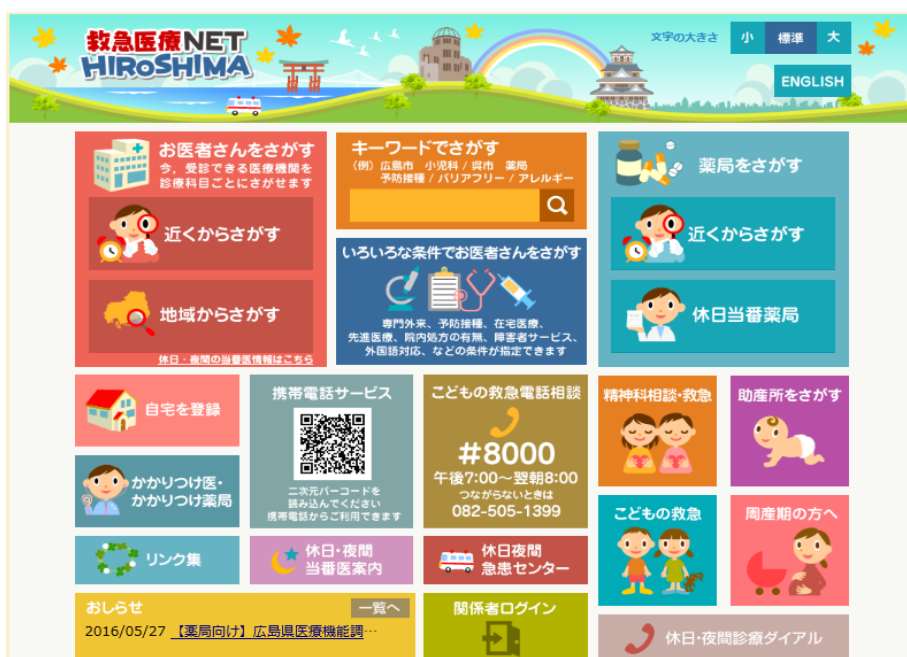 救急医療NET
HIROSHIMA
文字の大きさ 小 標準 大
ENGLISH
お医者さんをさがす
今，受診できる医療機関を
診療科目ごとにさがせます
近くからさがす
地域からさがす
休日・夜間の当番医情報はこちら
キーワードでさがす
(例) 広島市 小児科 / 呉市 薬局
予防接種 / バリアフリー / アレルギー
いろいろな条件でお医者さんをさがす
専門外来、予防接種、在宅医療、
先進医療、院内処方の有無、障害者サービス、
外国語対応、などの条件が指定できます
薬局をさがす
近くからさがす
休日当番薬局
自宅を登録
かかりつけ医・
かかりつけ薬局
携帯電話サービス
二次元バーコードを
読み込んでください
携帯電話からご利用できます
こどもの救急電話相談
#8000
午後7:00～翌朝8:00
つながらないときは
082-505-1399
精神科相談・救急
助産所をさがす
こどもの救急
周産期の方へ
リンク集
休日・夜間
当番医案内
休日夜間
急患センター
おしらせ
一覧へ
2016/05/27 【薬局向け】広島県医療機能調…
関係者ログイン
休日・夜間診療ダイアル